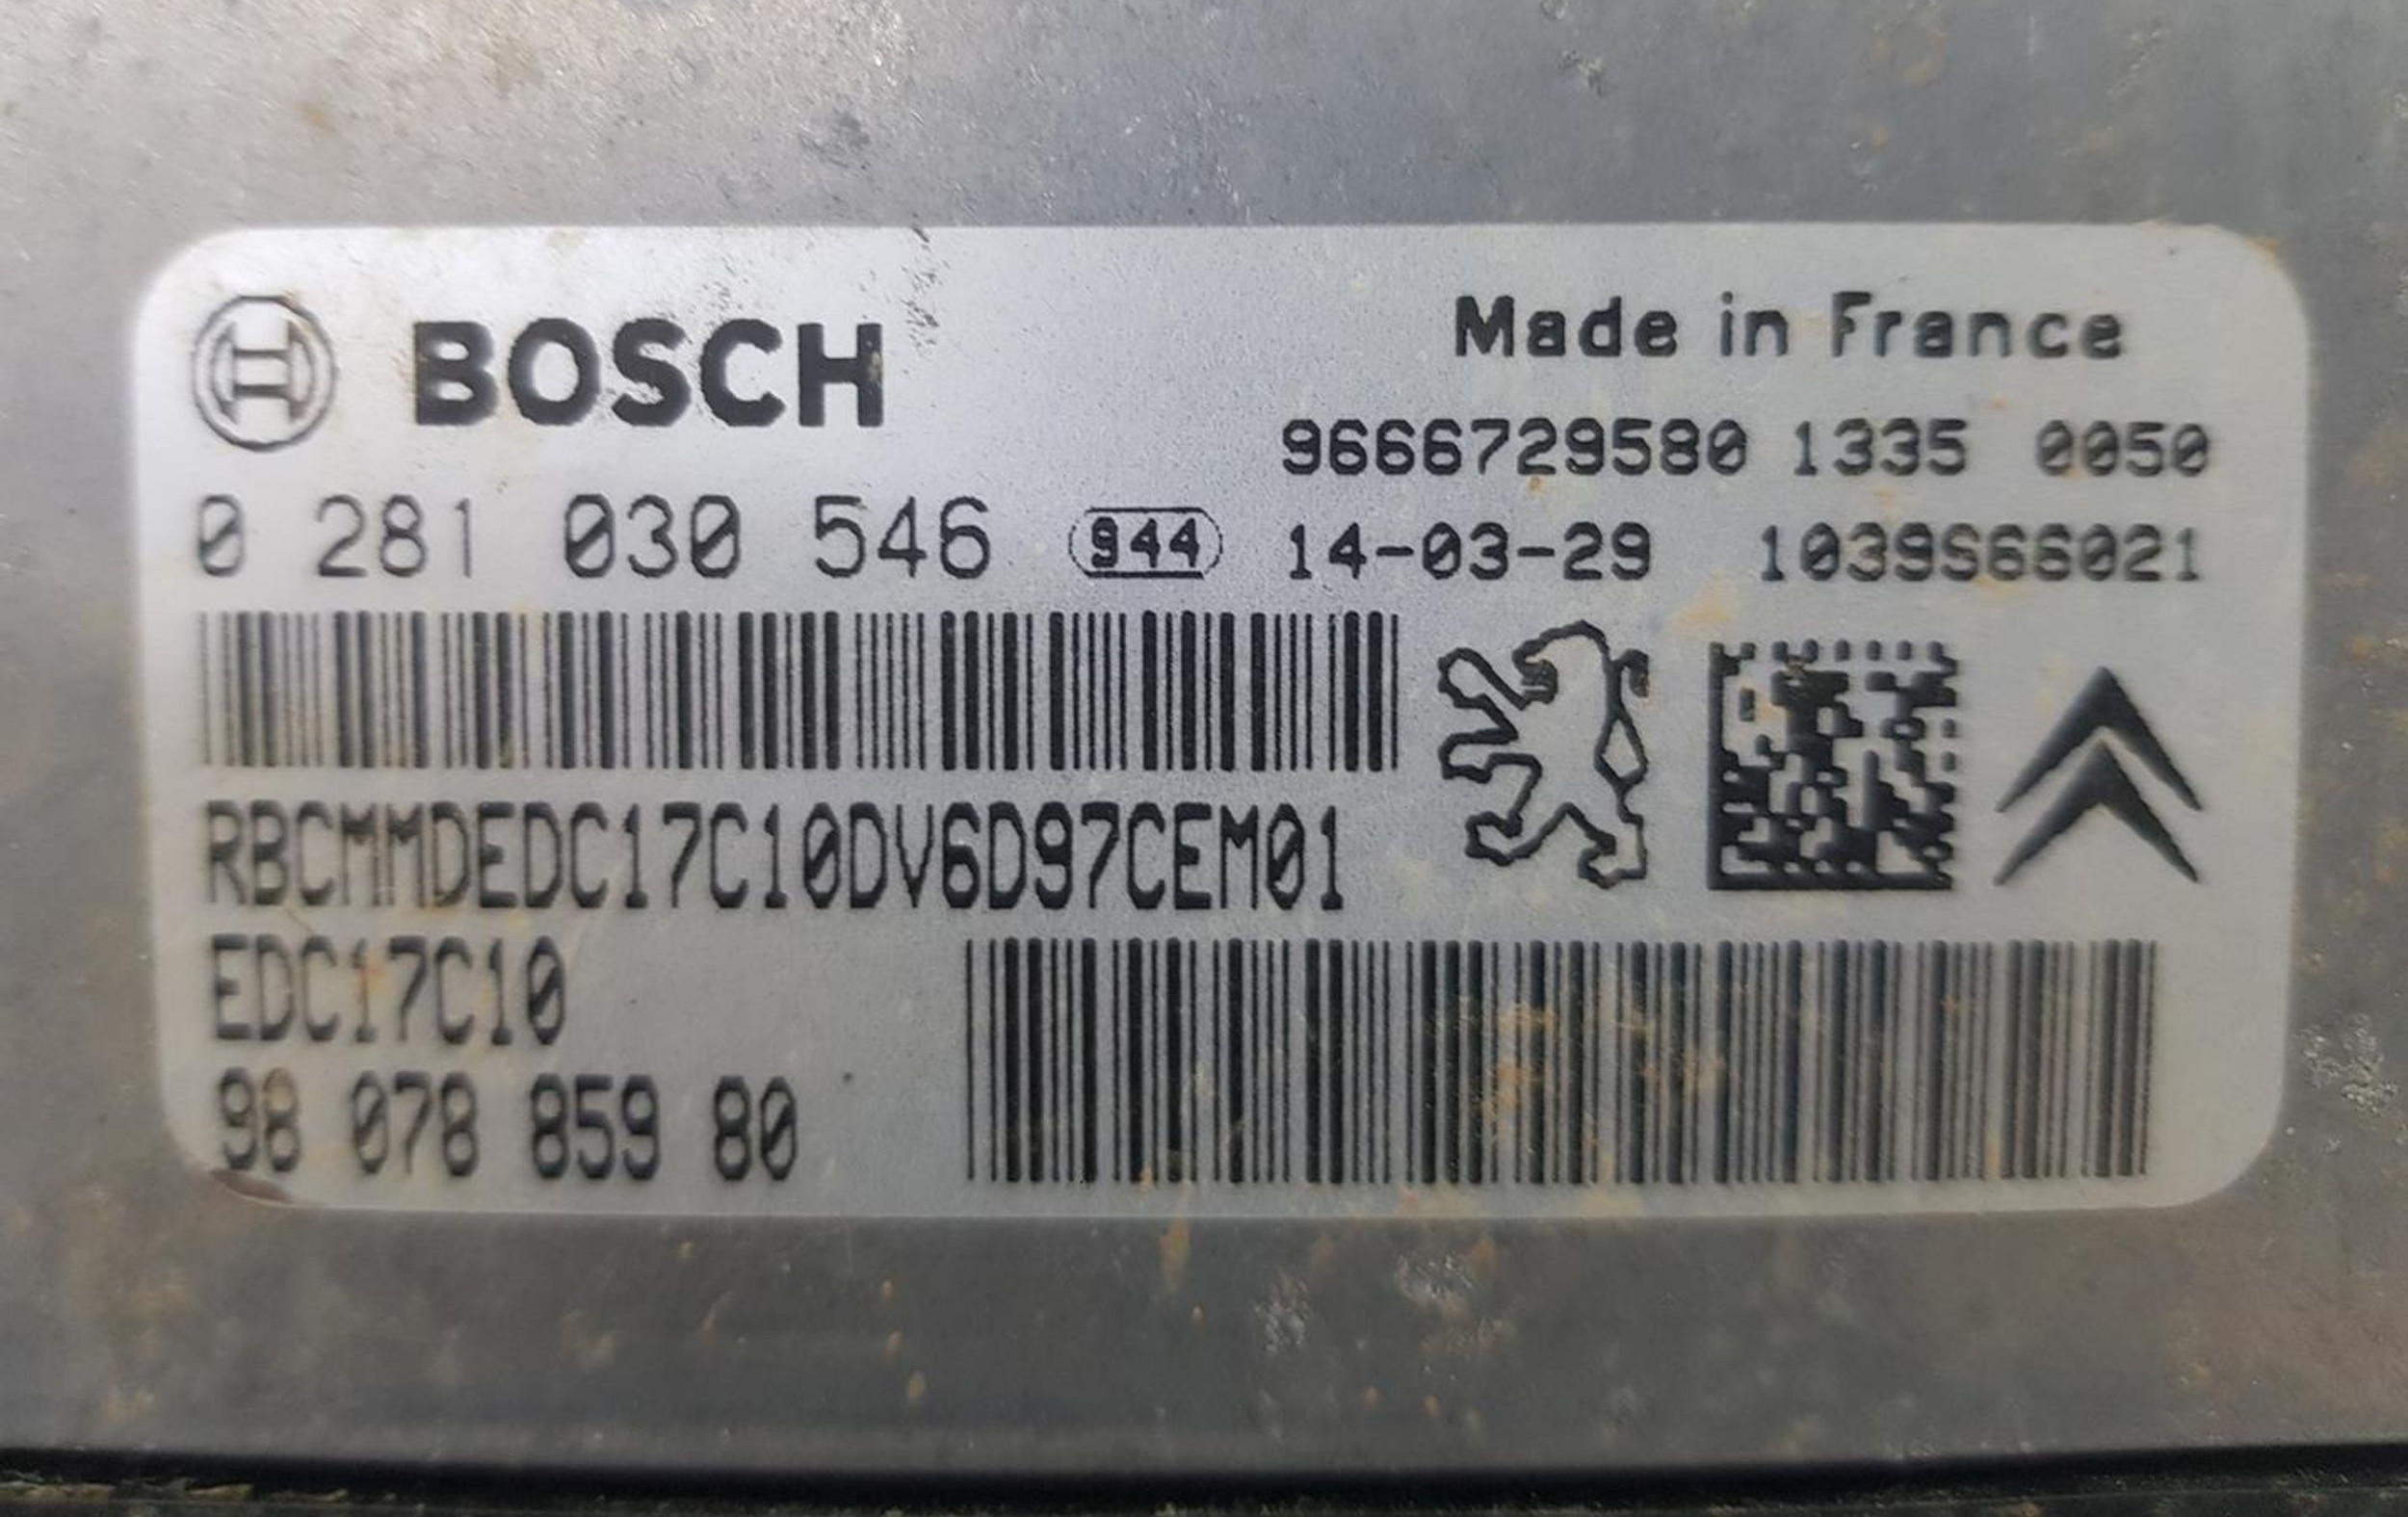 BOSCH
Made in France
9666729580 1335 0050
0 281 030 546 944 14-03-29 1039S66021
RBCMMDEDC17C10DV6D97CEM01
EDC17C10
98 078 859 80